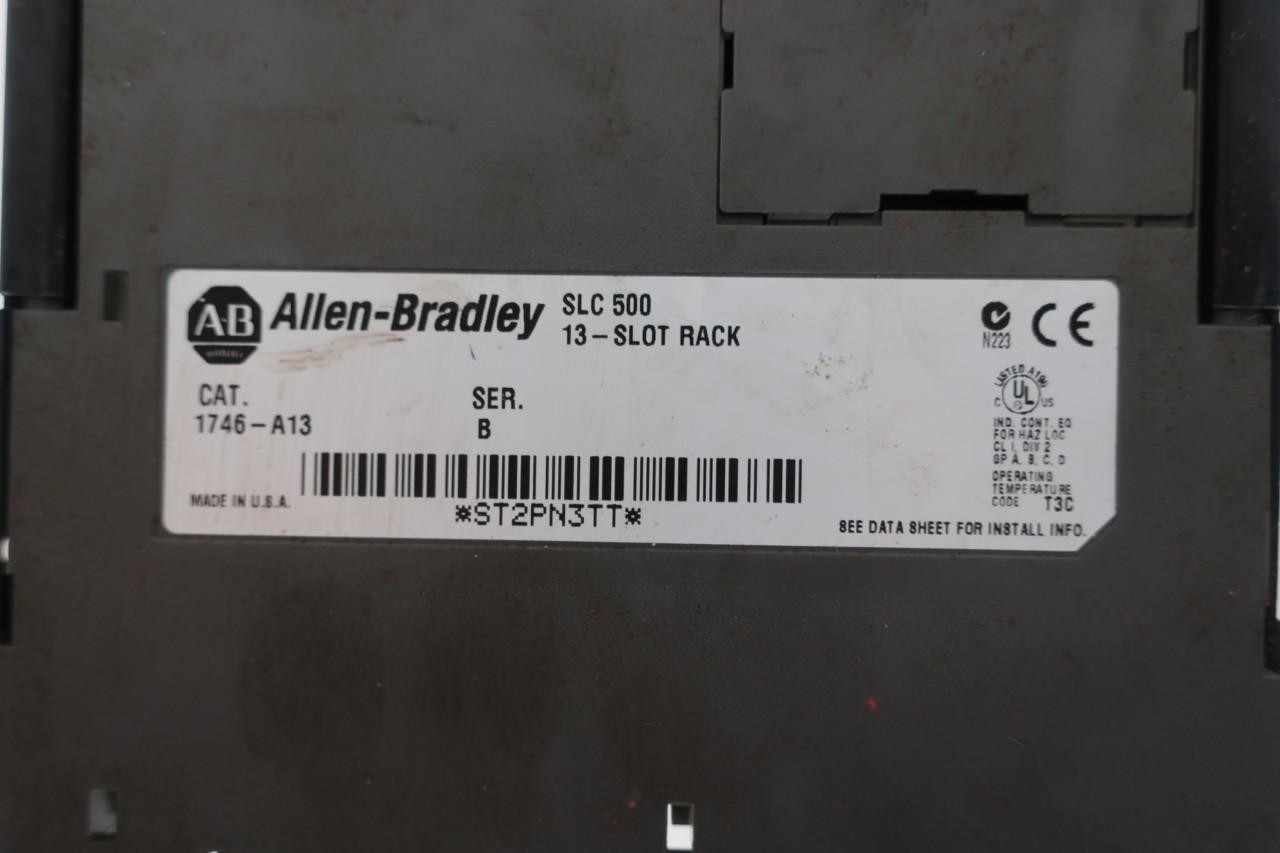 A-B
Allen-Bradley
SLC 500
13-SLOT RACK
N223
CE
CAT.
1746-A13
SER.
B
LISTED
C UL US
IND. CONT. EQ
FOR HAZ LOC
CL I, DIV 2
GP A, B, C, D
OPERATING
TEMPERATURE
CODE T3C
MADE IN U.S.A.
*ST2PN3TT*
SEE DATA SHEET FOR INSTALL INFO.